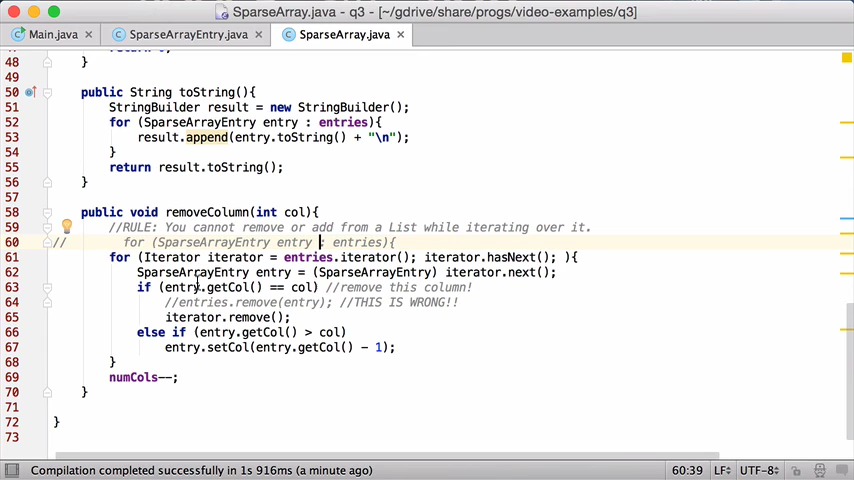 SparseArray.java - q3 - [~/gdrive/share/progs/video-examples/q3]
Main.java SparseArrayEntry.java SparseArray.java
48 }
49
50 public String toString(){
51 StringBuilder result = new StringBuilder();
52 for (SparseArrayEntry entry : entries){
53 result.append(entry.toString() + "\n");
54 }
55 return result.toString();
56 }
57
58 public void removeColumn(int col){
59 //RULE: You cannot remove or add from a List while iterating over it.
60 // for (SparseArrayEntry entry : entries){
61 for (Iterator iterator = entries.iterator(); iterator.hasNext(); ){
62 SparseArrayEntry entry = (SparseArrayEntry) iterator.next();
63 if (entry.getCol() == col) //remove this column!
64 //entries.remove(entry); //THIS IS WRONG!!
65 iterator.remove();
66 else if (entry.getCol() > col)
67 entry.setCol(entry.getCol() - 1);
68 }
69 numCols--;
70 }
71
72 }
73
Compilation completed successfully in 1s 916ms (a minute ago) 60:39 LF UTF-8